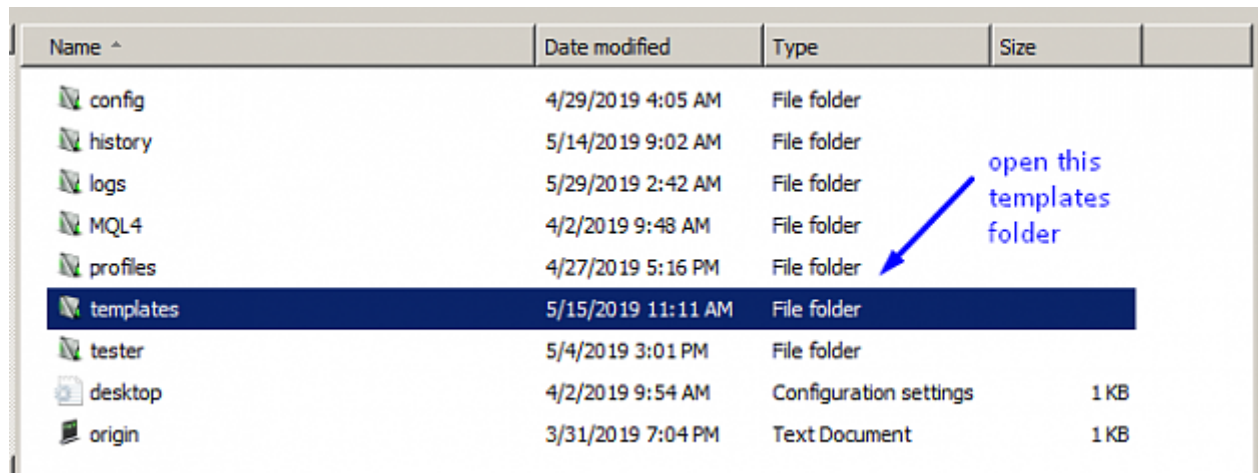 Name Date modified Type Size
config 4/29/2019 4:05 AM File folder
history 5/14/2019 9:02 AM File folder
logs 5/29/2019 2:42 AM File folder
MQL4 4/2/2019 9:48 AM File folder
profiles 4/27/2019 5:16 PM File folder
templates 5/15/2019 11:11 AM File folder
tester 5/4/2019 3:01 PM File folder
desktop 4/2/2019 9:54 AM Configuration settings 1 KB
origin 3/31/2019 7:04 PM Text Document 1 KB
open this
templates
folder